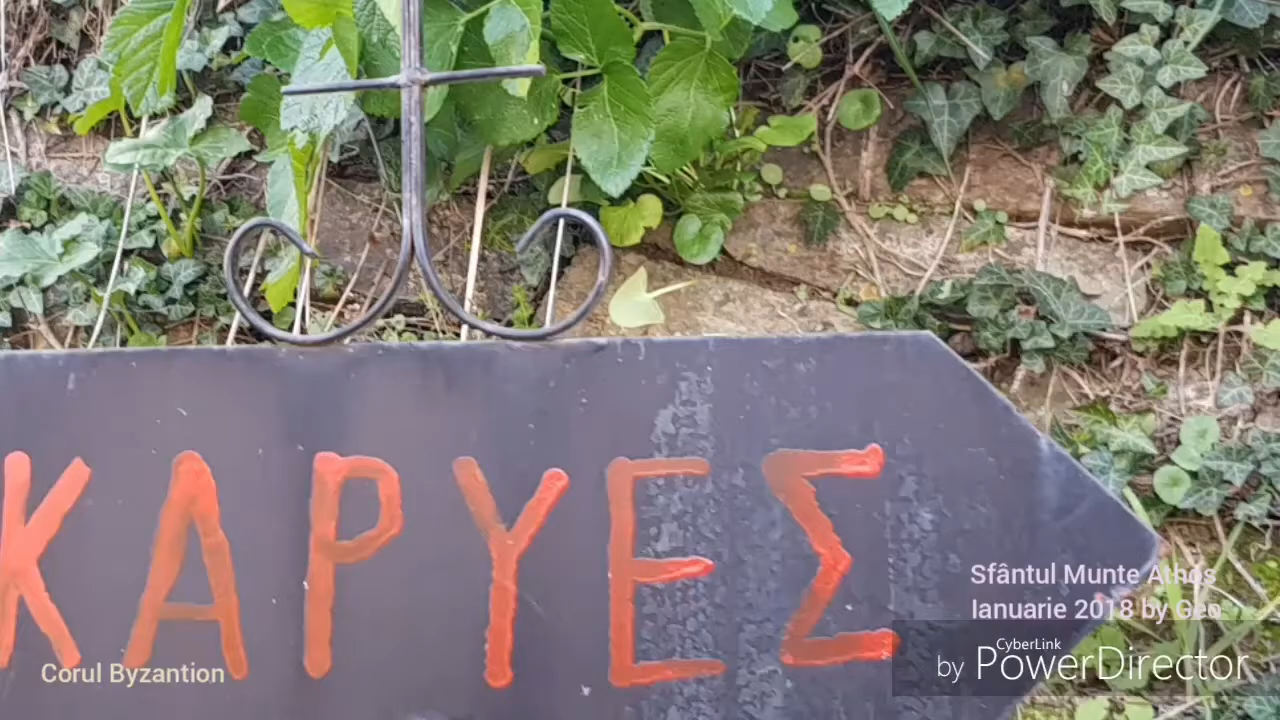 ΚΑΡΥΕΣ
Sfântul Munte Athos
Ianuarie 2018 by Geo
Corul Byzantion
CyberLink
by PowerDirector